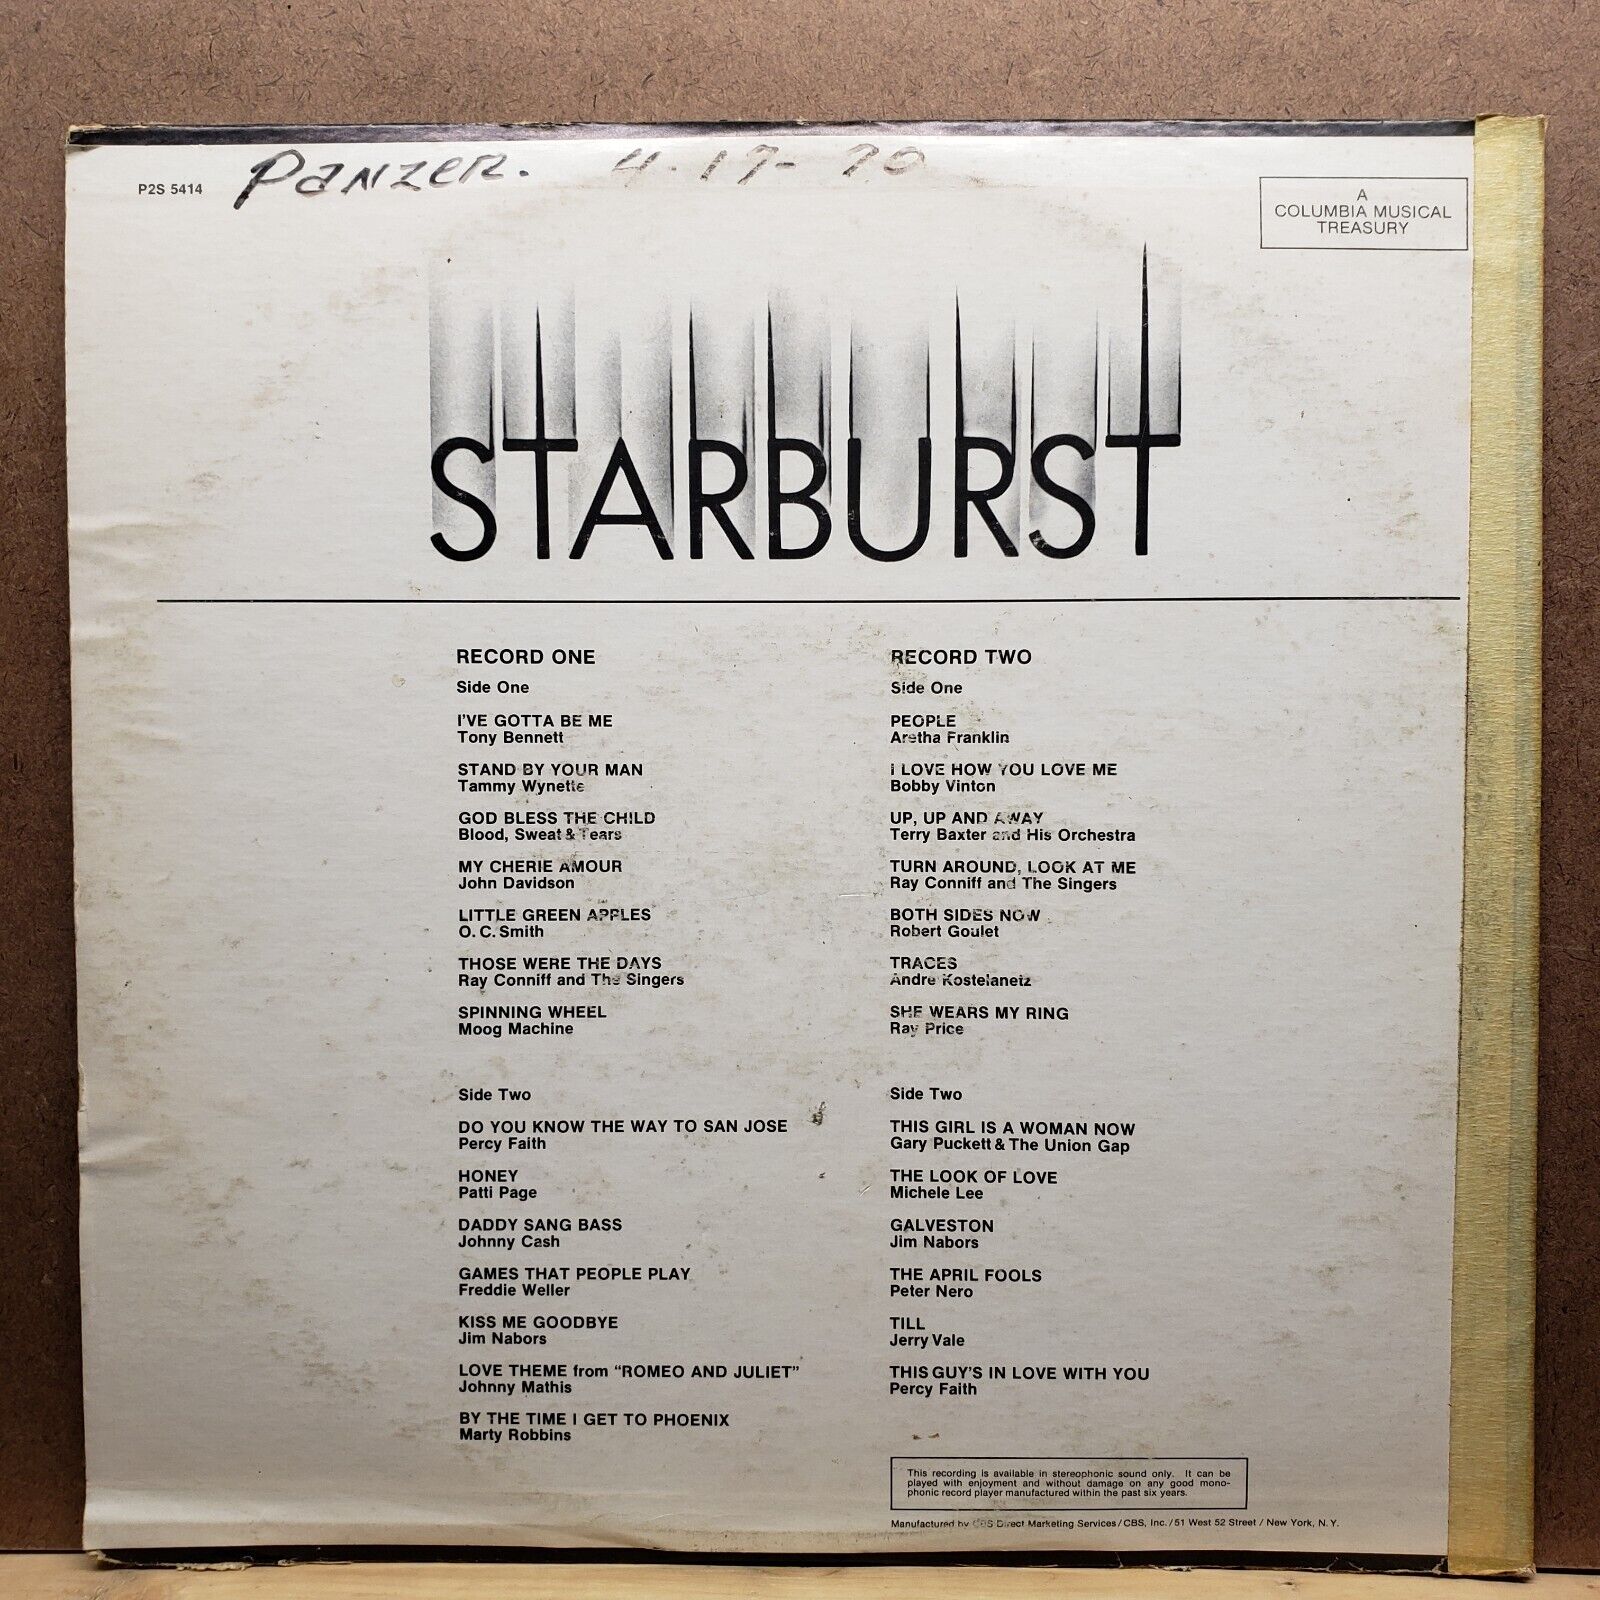 P2S 5414
Panzer. 4-17-70
A
COLUMBIA MUSICAL
TREASURY
STARBURST
RECORD ONE
Side One
I'VE GOTTA BE ME
Tony Bennett
STAND BY YOUR MAN
Tammy Wynette
GOD BLESS THE CHILD
Blood, Sweat & Tears
MY CHERIE AMOUR
John Davidson
LITTLE GREEN APPLES
O. C. Smith
THOSE WERE THE DAYS
Ray Conniff and The Singers
SPINNING WHEEL
Moog Machine
Side Two
DO YOU KNOW THE WAY TO SAN JOSE
Percy Faith
HONEY
Patti Page
DADDY SANG BASS
Johnny Cash
GAMES THAT PEOPLE PLAY
Freddie Weller
KISS ME GOODBYE
Jim Nabors
LOVE THEME from "ROMEO AND JULIET"
Johnny Mathis
BY THE TIME I GET TO PHOENIX
Marty Robbins
RECORD TWO
Side One
PEOPLE
Aretha Franklin
I LOVE HOW YOU LOVE ME
Bobby Vinton
UP, UP AND AWAY
Terry Baxter and His Orchestra
TURN AROUND, LOOK AT ME
Ray Conniff and The Singers
BOTH SIDES NOW
Robert Goulet
TRACES
Andre Kostelanetz
SHE WEARS MY RING
Ray Price
Side Two
THIS GIRL IS A WOMAN NOW
Gary Puckett & The Union Gap
THE LOOK OF LOVE
Michele Lee
GALVESTON
Jim Nabors
THE APRIL FOOLS
Peter Nero
TILL
Jerry Vale
THIS GUY'S IN LOVE WITH YOU
Percy Faith
This recording is available in stereophonic sound only. It can be
played with enjoyment and without damage on any good mono-
phonic record player manufactured within the past six years.
Manufactured by CBS Direct Marketing Services/CBS, Inc./51 West 52 Street / New York, N.Y.